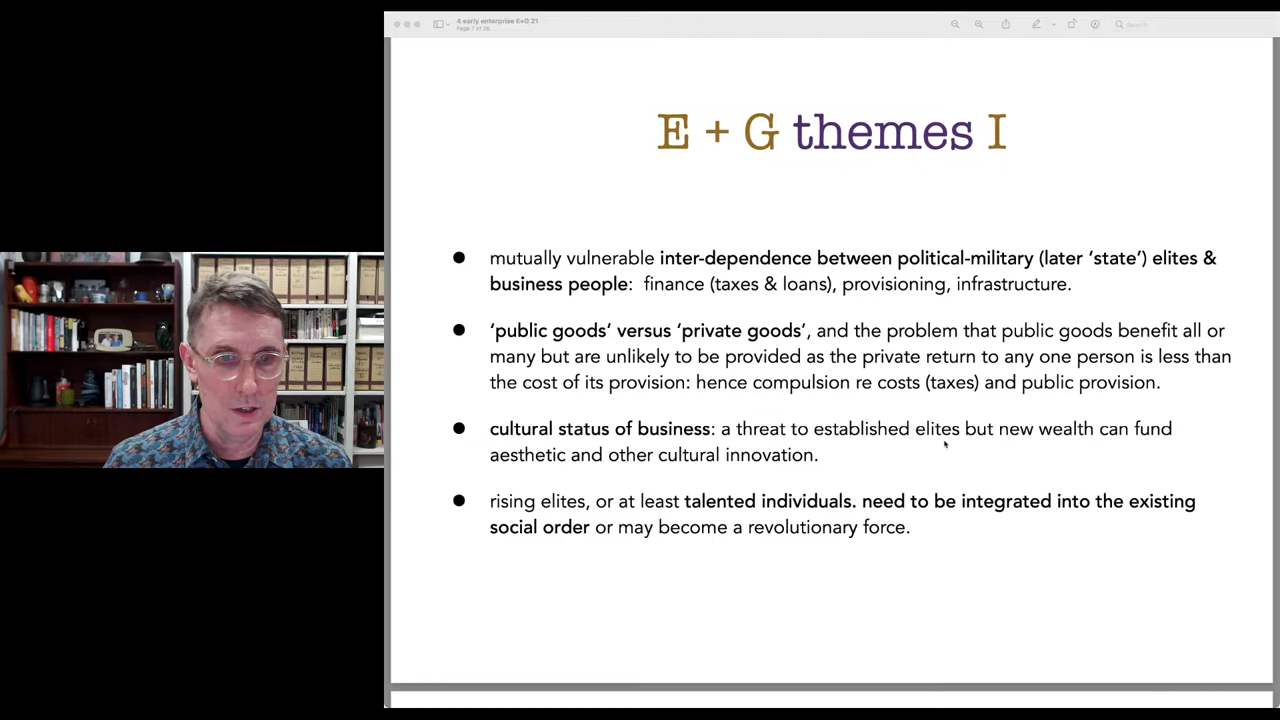 4 early enterprise E+G 21
Page 7 of 26
Search
E + G themes I
● mutually vulnerable inter-dependence between political-military (later ‘state’) elites &
business people: finance (taxes & loans), provisioning, infrastructure.
● ‘public goods’ versus ‘private goods’, and the problem that public goods benefit all or
many but are unlikely to be provided as the private return to any one person is less than
the cost of its provision: hence compulsion re costs (taxes) and public provision.
● cultural status of business: a threat to established elites but new wealth can fund
aesthetic and other cultural innovation.
● rising elites, or at least talented individuals. need to be integrated into the existing
social order or may become a revolutionary force.